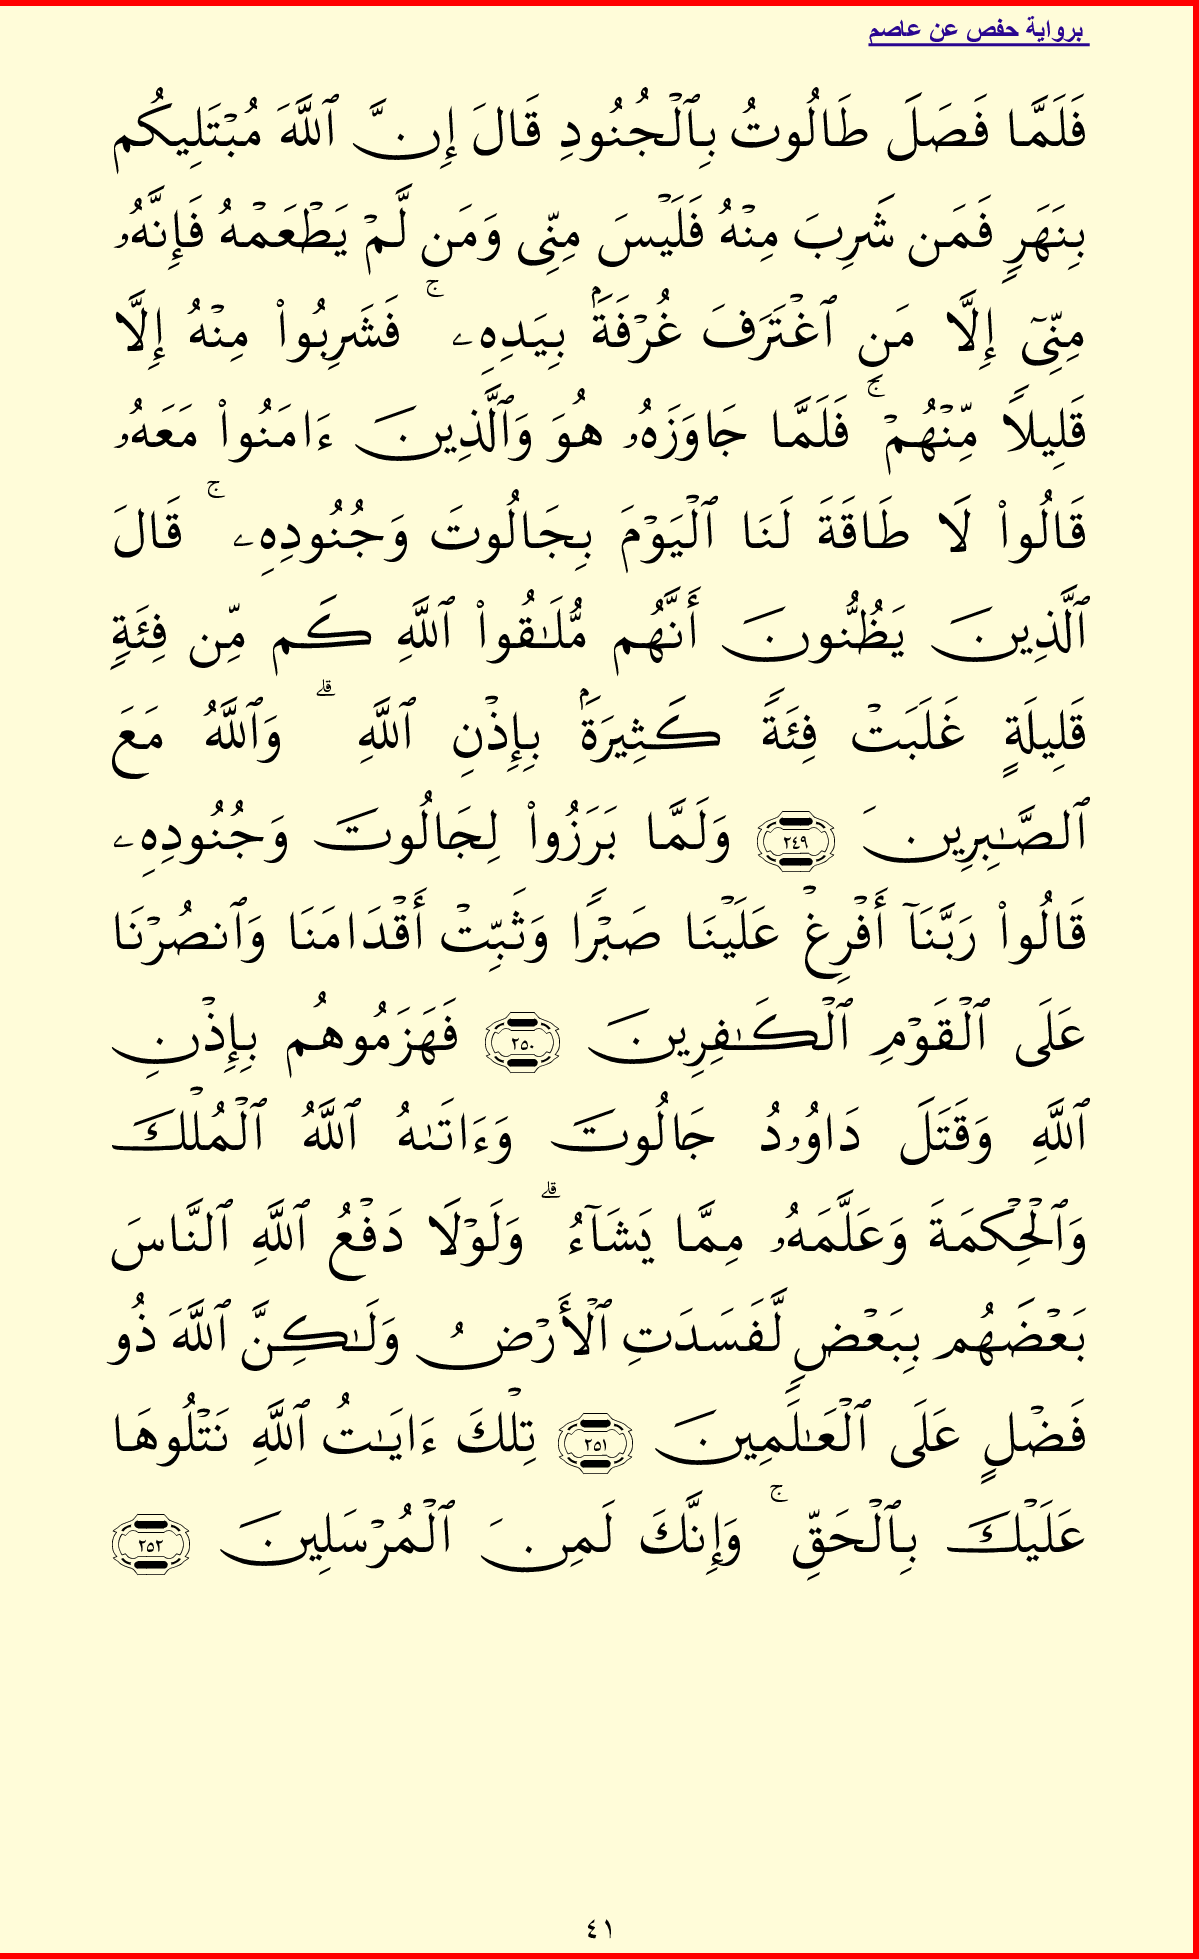 برواية حفص عن عاصم
فَلَمَّا فَصَلَ طَالُوتُ بِٱلْجُنُودِ قَالَ إِنَّ ٱللَّهَ مُبْتَلِيكُم
بِنَهَرٍ فَمَن شَرِبَ مِنْهُ فَلَيْسَ مِنِّى وَمَن لَّمْ يَطْعَمْهُ فَإِنَّهُۥ
مِنِّىٓ إِلَّا مَنِ ٱغْتَرَفَ غُرْفَةًۢ بِيَدِهِۦ ۚ فَشَرِبُوا۟ مِنْهُ إِلَّا
قَلِيلًا مِّنْهُمْ ۚ فَلَمَّا جَاوَزَهُۥ هُوَ وَٱلَّذِينَ ءَامَنُوا۟ مَعَهُۥ
قَالُوا۟ لَا طَاقَةَ لَنَا ٱلْيَوْمَ بِجَالُوتَ وَجُنُودِهِۦ ۚ قَالَ
ٱلَّذِينَ يَظُنُّونَ أَنَّهُم مُّلَـٰقُوا۟ ٱللَّهِ كَم مِّن فِئَةٍ
قَلِيلَةٍ غَلَبَتْ فِئَةً كَثِيرَةًۢ بِإِذْنِ ٱللَّهِ ۗ وَٱللَّهُ مَعَ
ٱلصَّـٰبِرِينَ ٢٤٩ وَلَمَّا بَرَزُوا۟ لِجَالُوتَ وَجُنُودِهِۦ
قَالُوا۟ رَبَّنَآ أَفْرِغْ عَلَيْنَا صَبْرًا وَثَبِّتْ أَقْدَامَنَا وَٱنصُرْنَا
عَلَى ٱلْقَوْمِ ٱلْكَـٰفِرِينَ ٢٥٠ فَهَزَمُوهُم بِإِذْنِ
ٱللَّهِ وَقَتَلَ دَاوُۥدُ جَالُوتَ وَءَاتَىٰهُ ٱللَّهُ ٱلْمُلْكَ
وَٱلْحِكْمَةَ وَعَلَّمَهُۥ مِمَّا يَشَآءُ ۗ وَلَوْلَا دَفْعُ ٱللَّهِ ٱلنَّاسَ
بَعْضَهُم بِبَعْضٍ لَّفَسَدَتِ ٱلْأَرْضُ وَلَـٰكِنَّ ٱللَّهَ ذُو
فَضْلٍ عَلَى ٱلْعَـٰلَمِينَ ٢٥١ تِلْكَ ءَايَـٰتُ ٱللَّهِ نَتْلُوهَا
عَلَيْكَ بِٱلْحَقِّ ۚ وَإِنَّكَ لَمِنَ ٱلْمُرْسَلِينَ ٢٥٢
٤١